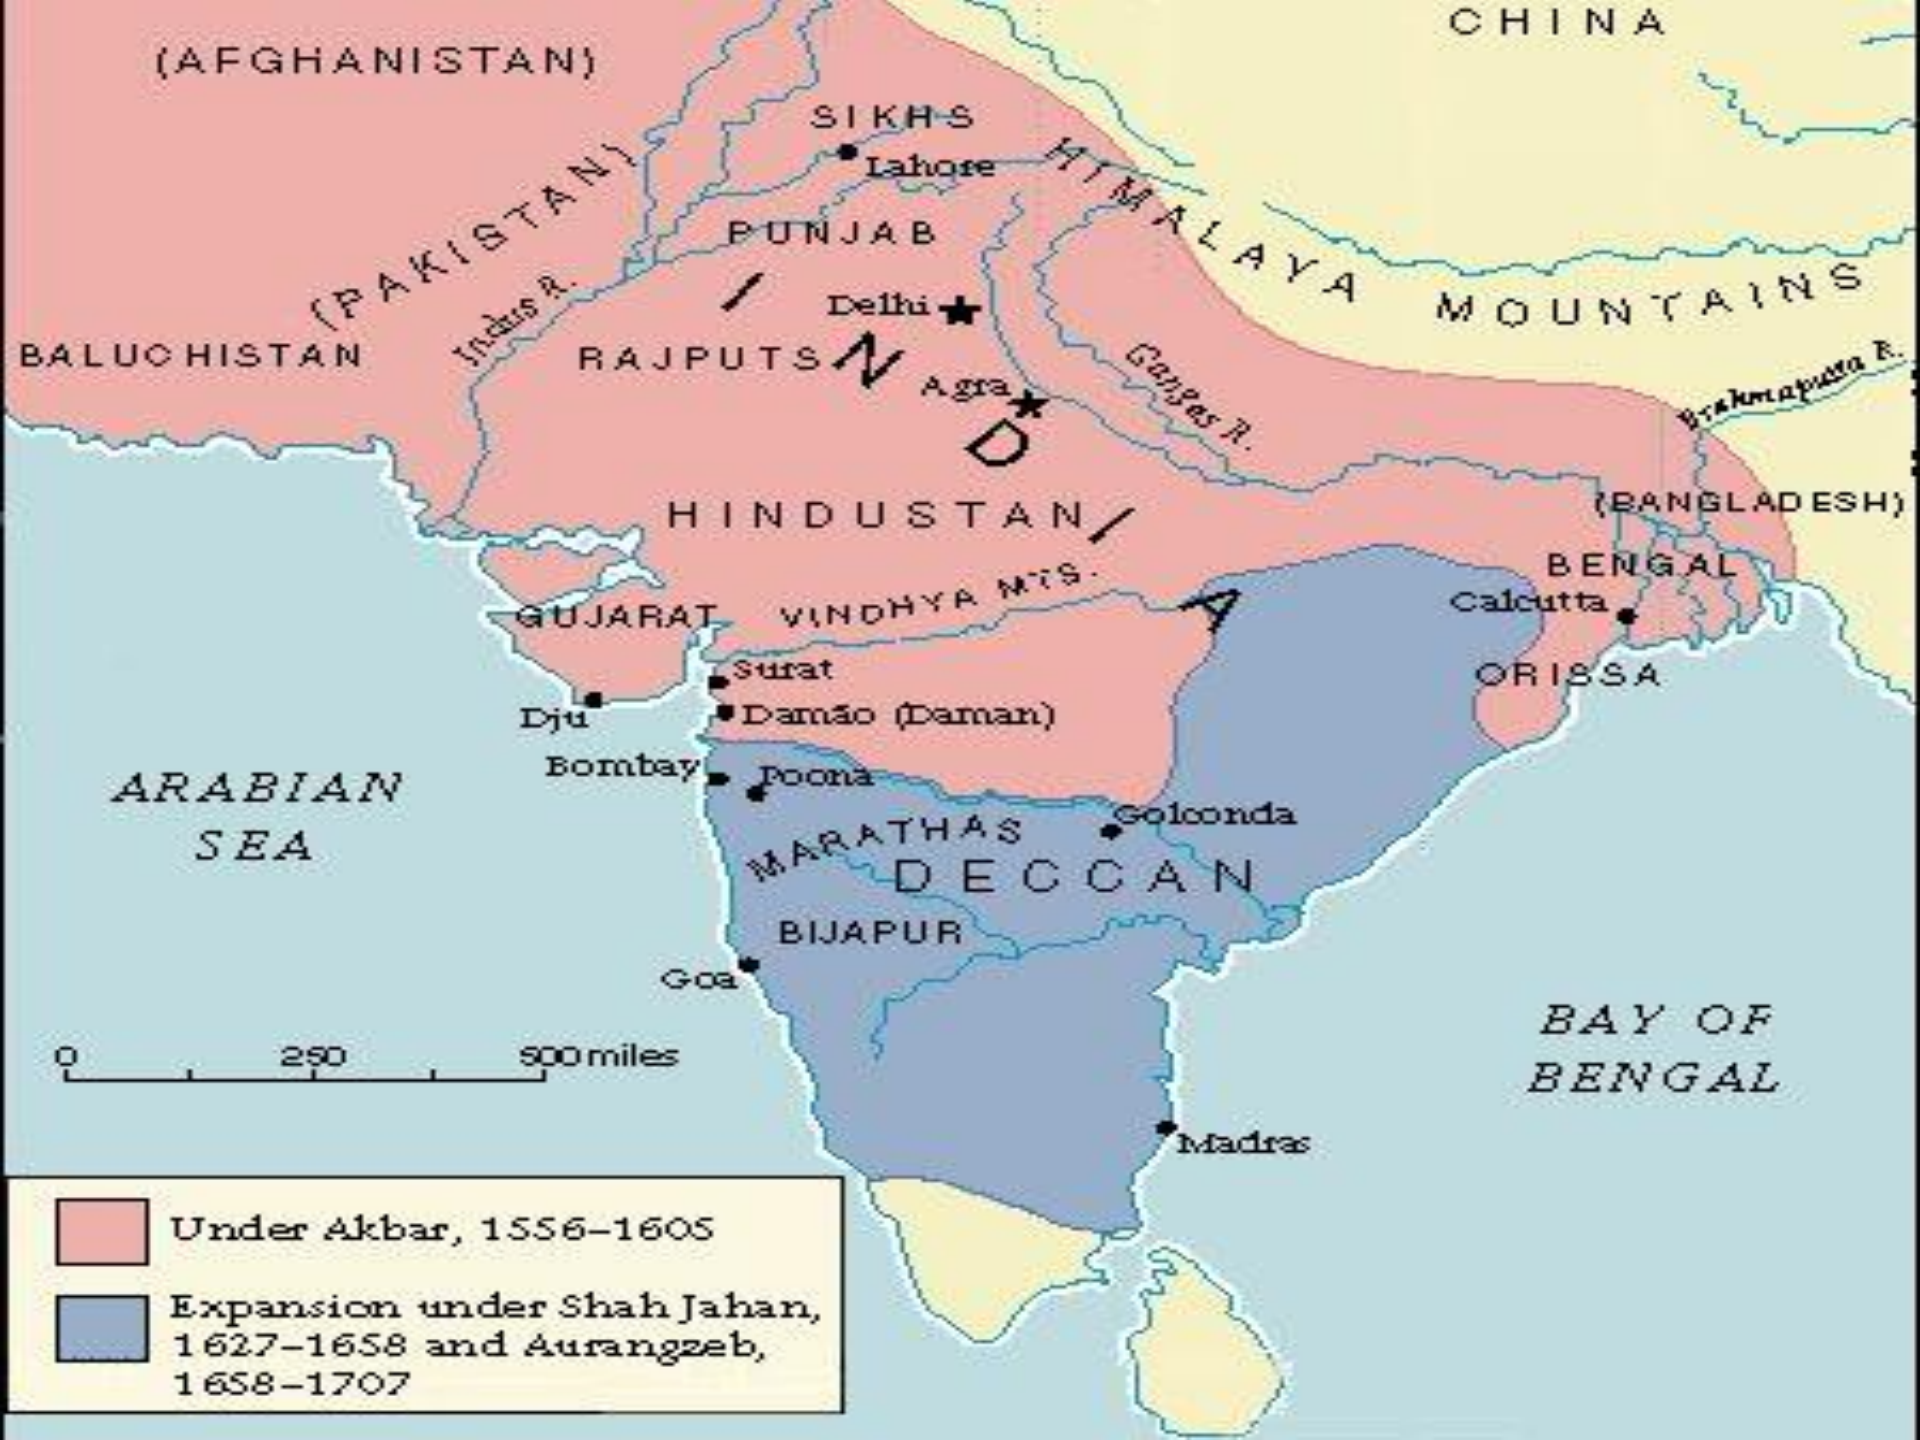 CHINA
(AFGHANISTAN)
SIKHS
Lahore
HIMALAYA MOUNTAINS
(PAKISTAN)
PUNJAB
Indus R.
Delhi
INDIA
BALUCHISTAN
RAJPUTS
Agra
Ganges R.
Brahmaputra R.
HINDUSTAN
(BANGLADESH)
BENGAL
VINDHYA MTS.
Calcutta
GUJARAT
Surat
ORISSA
Dju
Damão (Daman)
Bombay
Poona
ARABIAN
SEA
Golconda
MARATHAS
DECCAN
BIJAPUR
Goa
BAY OF
BENGAL
0 250 500 miles
Madras
Under Akbar, 1556–1605
Expansion under Shah Jahan,
1627–1658 and Aurangzeb,
1658–1707